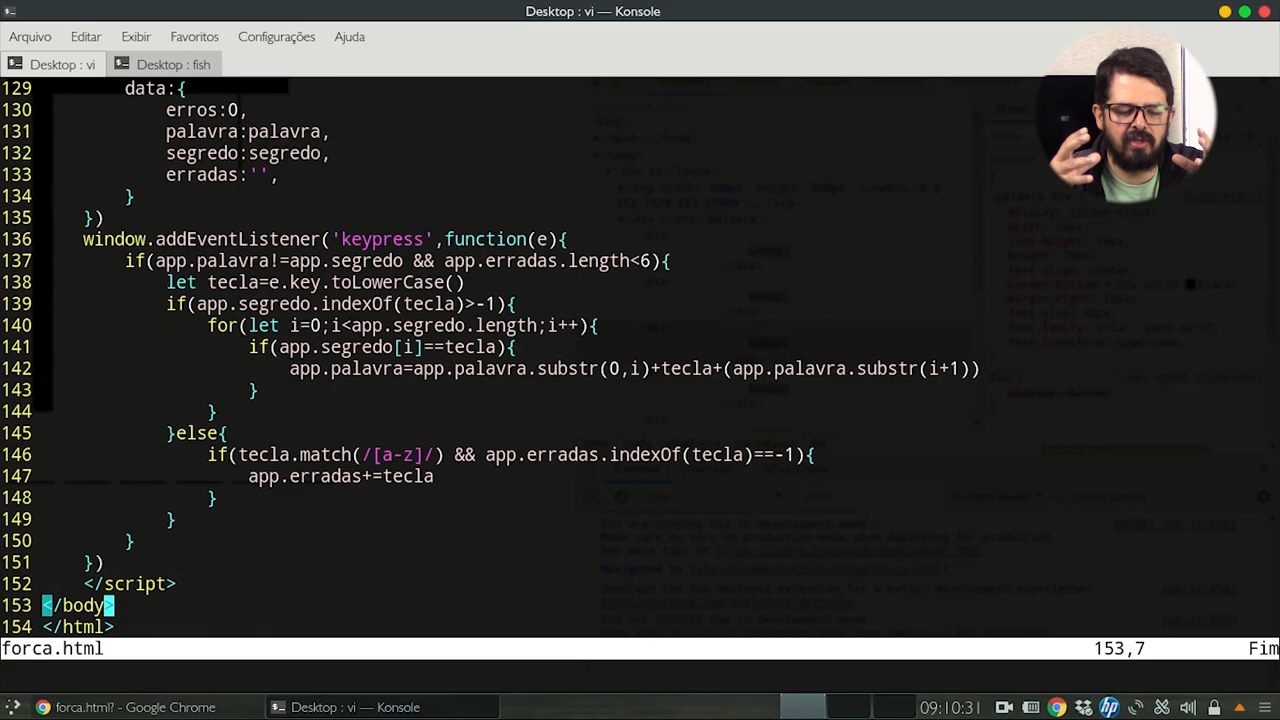 Desktop : vi — Konsole
Arquivo Editar Exibir Favoritos Configurações Ajuda
Desktop : vi Desktop : fish
129 data:{
130 erros:0,
131 palavra:palavra,
132 segredo:segredo,
133 erradas:'',
134 }
135 })
136 window.addEventListener('keypress',function(e){
137 if(app.palavra!=app.segredo && app.erradas.length<6){
138 let tecla=e.key.toLowerCase()
139 if(app.segredo.indexOf(tecla)>-1){
140 for(let i=0;i<app.segredo.length;i++){
141 if(app.segredo[i]==tecla){
142 app.palavra=app.palavra.substr(0,i)+tecla+(app.palavra.substr(i+1))
143 }
144 }
145 }else{
146 if(tecla.match(/[a-z]/) && app.erradas.indexOf(tecla)==-1){
147 app.erradas+=tecla
148 }
149 }
150 }
151 })
152 </script>
153 </body>
154 </html>
forca.html 153,7 Fim
forca.html? - Google Chrome Desktop : vi — Konsole 09:10:31